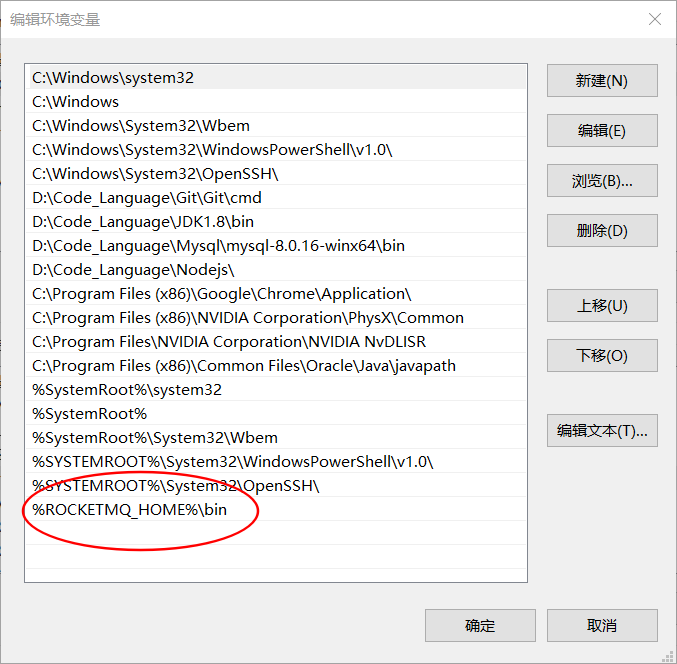 编辑环境变量
C:\Windows\system32
C:\Windows
C:\Windows\System32\Wbem
C:\Windows\System32\WindowsPowerShell\v1.0\
C:\Windows\System32\OpenSSH\
D:\Code_Language\Git\Git\cmd
D:\Code_Language\JDK1.8\bin
D:\Code_Language\Mysql\mysql-8.0.16-winx64\bin
D:\Code_Language\Nodejs\
C:\Program Files (x86)\Google\Chrome\Application\
C:\Program Files (x86)\NVIDIA Corporation\PhysX\Common
C:\Program Files\NVIDIA Corporation\NVIDIA NvDLISR
C:\Program Files (x86)\Common Files\Oracle\Java\javapath
%SystemRoot%\system32
%SystemRoot%
%SystemRoot%\System32\Wbem
%SYSTEMROOT%\System32\WindowsPowerShell\v1.0\
%SYSTEMROOT%\System32\OpenSSH\
%ROCKETMQ_HOME%\bin
新建(N)
编辑(E)
浏览(B)...
删除(D)
上移(U)
下移(O)
编辑文本(T)...
确定
取消